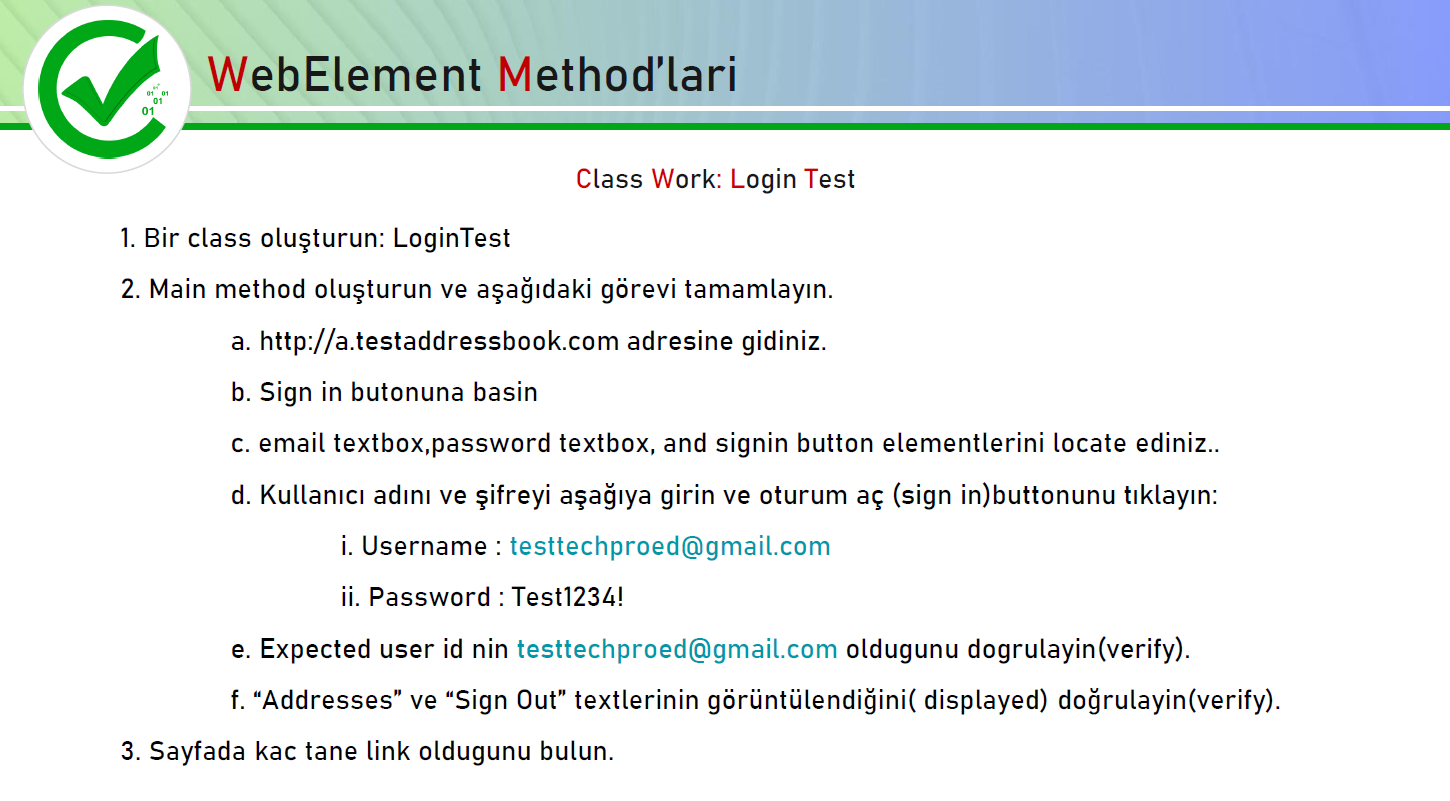 WebElement Method’lari
01 01
01
01
Class Work: Login Test
1. Bir class oluşturun: LoginTest
2. Main method oluşturun ve aşağıdaki görevi tamamlayın.
a. http://a.testaddressbook.com adresine gidiniz.
b. Sign in butonuna basin
c. email textbox,password textbox, and signin button elementlerini locate ediniz..
d. Kullanıcı adını ve şifreyi aşağıya girin ve oturum aç (sign in)buttonunu tıklayın:
i. Username : testtechproed@gmail.com
ii. Password : Test1234!
e. Expected user id nin testtechproed@gmail.com oldugunu dogrulayin(verify).
f. “Addresses” ve “Sign Out” textlerinin görüntülendiğini( displayed) doğrulayin(verify).
3. Sayfada kac tane link oldugunu bulun.